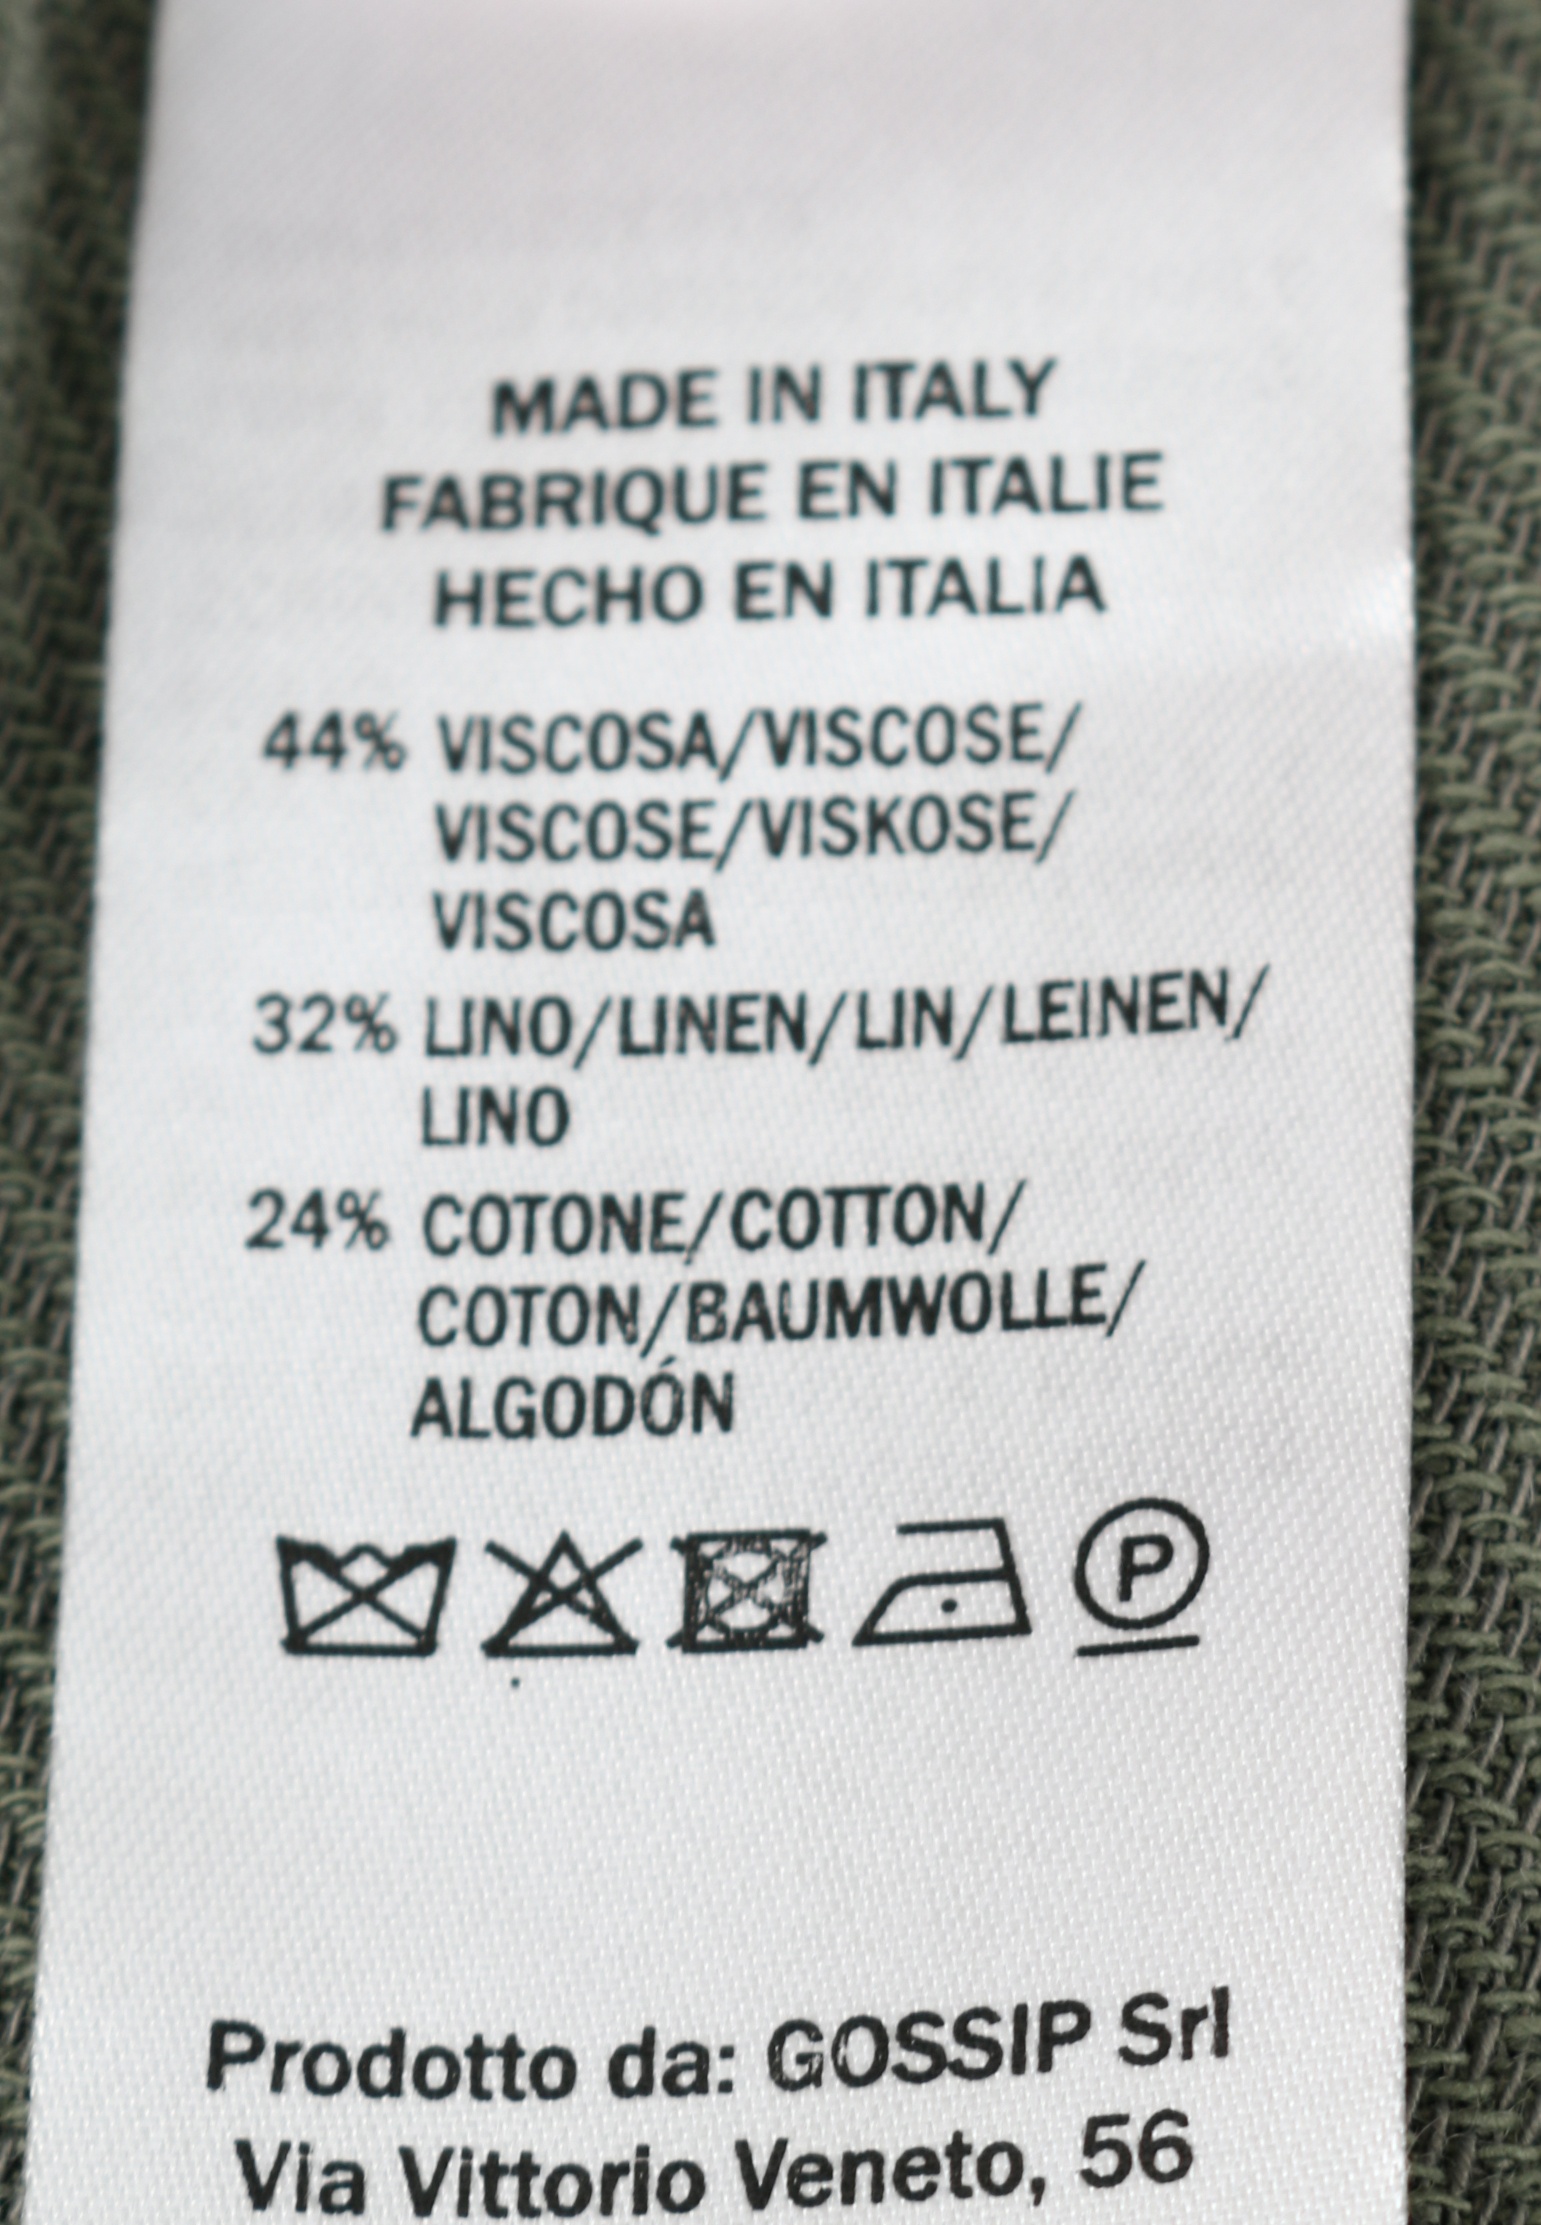 MADE IN ITALY
FABRIQUE EN ITALIE
HECHO EN ITALIA
44% VISCOSA/VISCOSE/
VISCOSE/VISKOSE/
VISCOSA
32% LINO/LINEN/LIN/LEINEN/
LINO
24% COTONE/COTTON/
COTON/BAUMWOLLE/
ALGODÓN
P
Prodotto da: GOSSIP Srl
Via Vittorio Veneto, 56